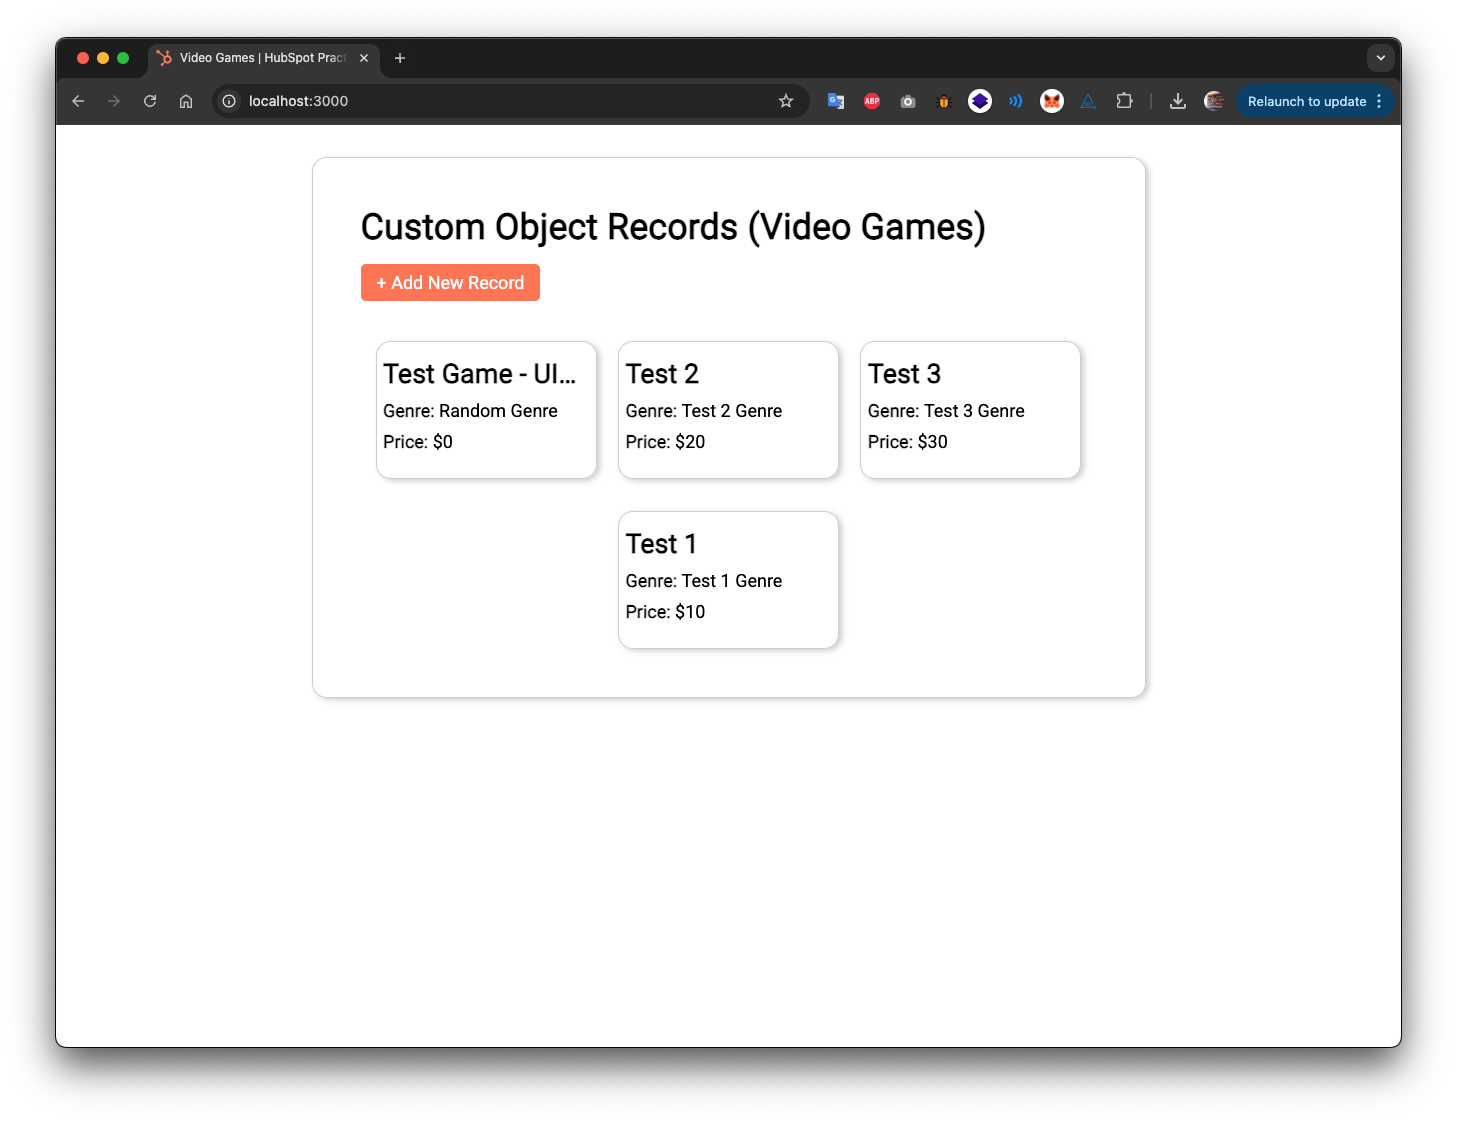 Video Games | HubSpot Prac
localhost:3000
ABP
Relaunch to update
Custom Object Records (Video Games)
+ Add New Record
Test Game - UI...
Genre: Random Genre
Price: $0
Test 2
Genre: Test 2 Genre
Price: $20
Test 3
Genre: Test 3 Genre
Price: $30
Test 1
Genre: Test 1 Genre
Price: $10